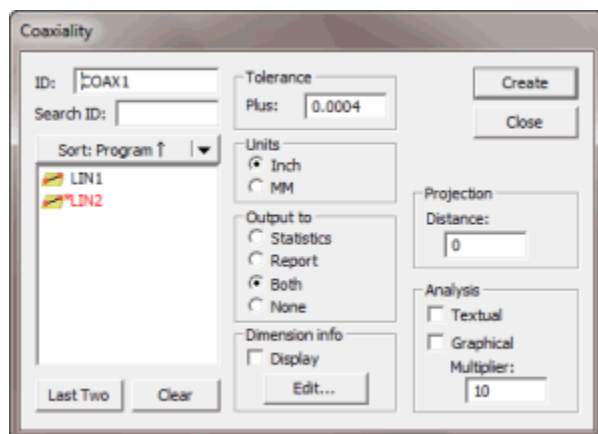 Coaxiality
ID: COAX1
Search ID:
Sort: Program ↑
LIN1
*LIN2
Last Two
Clear
Tolerance
Plus: 0.0004
Units
Inch
MM
Output to
Statistics
Report
Both
None
Dimension info
Display
Edit...
Create
Close
Projection
Distance:
0
Analysis
Textual
Graphical
Multiplier:
10